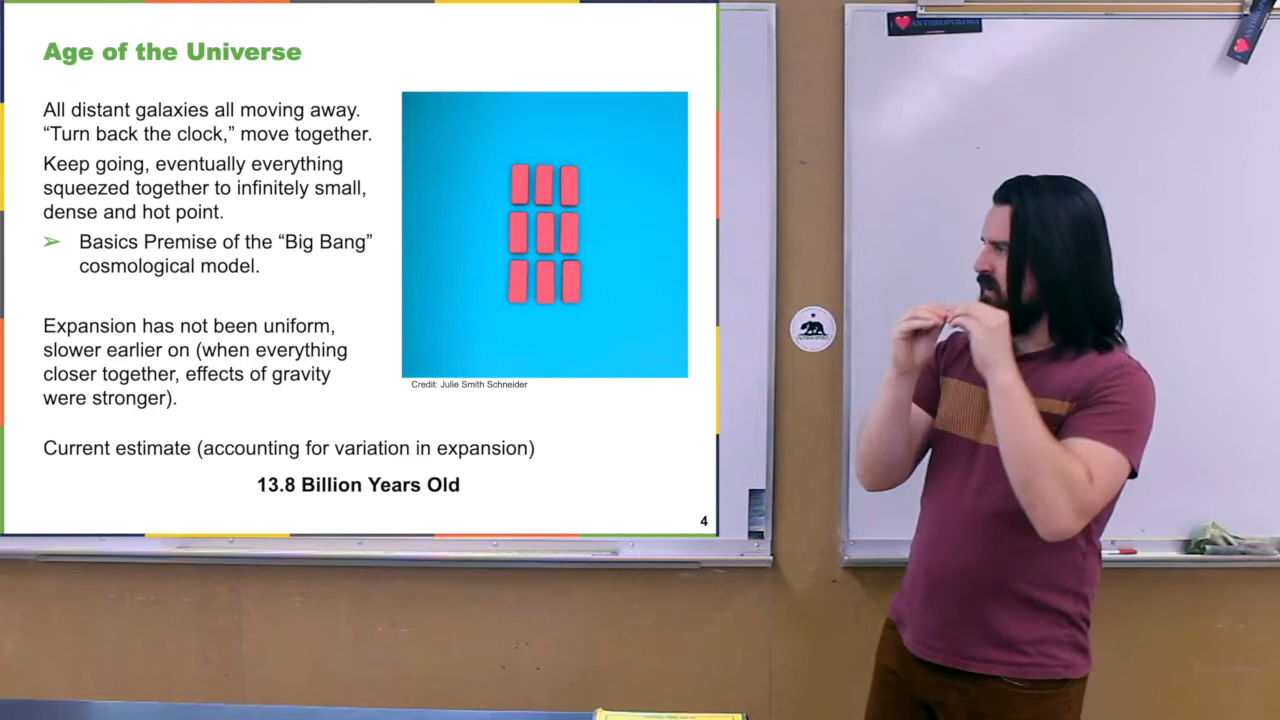 Age of the Universe
All distant galaxies all moving away.
“Turn back the clock,” move together.
Keep going, eventually everything
squeezed together to infinitely small,
dense and hot point.
➢ Basics Premise of the “Big Bang”
cosmological model.
Expansion has not been uniform,
slower earlier on (when everything
closer together, effects of gravity
were stronger).
Credit: Julie Smith Schneider
Current estimate (accounting for variation in expansion)
13.8 Billion Years Old
4
I ANTHROPOLOGY